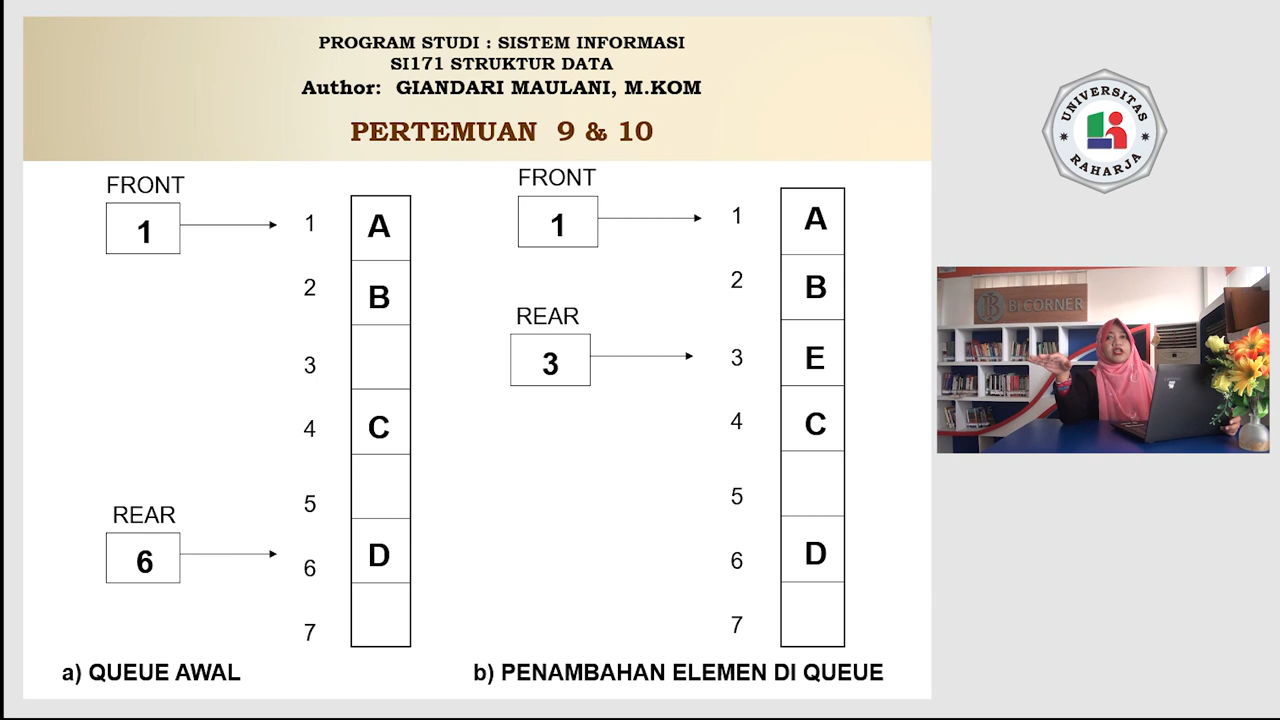 PROGRAM STUDI : SISTEM INFORMASI
SI171 STRUKTUR DATA
Author: GIANDARI MAULANI, M.KOM
PERTEMUAN 9 & 10
FRONT
1
1
A
2
B
3
4
C
5
REAR
6
6
D
7
a) QUEUE AWAL
FRONT
1
1
A
2
B
REAR
3
3
E
4
C
5
6
D
7
b) PENAMBAHAN ELEMEN DI QUEUE
UNIVERSITAS
RAHARJA
BI CORNER